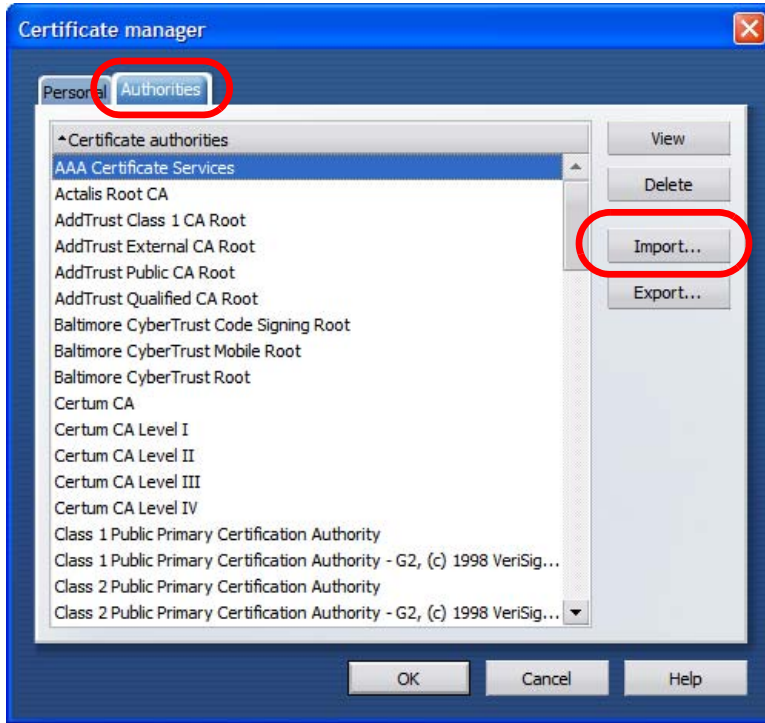 Certificate manager
Personal Authorities
Certificate authorities
View
AAA Certificate Services
Delete
Actalis Root CA
AddTrust Class 1 CA Root
AddTrust External CA Root
Import...
AddTrust Public CA Root
AddTrust Qualified CA Root
Export...
Baltimore CyberTrust Code Signing Root
Baltimore CyberTrust Mobile Root
Baltimore CyberTrust Root
Certum CA
Certum CA Level I
Certum CA Level II
Certum CA Level III
Certum CA Level IV
Class 1 Public Primary Certification Authority
Class 1 Public Primary Certification Authority - G2, (c) 1998 VeriSig...
Class 2 Public Primary Certification Authority
Class 2 Public Primary Certification Authority - G2, (c) 1998 VeriSig...
OK Cancel Help